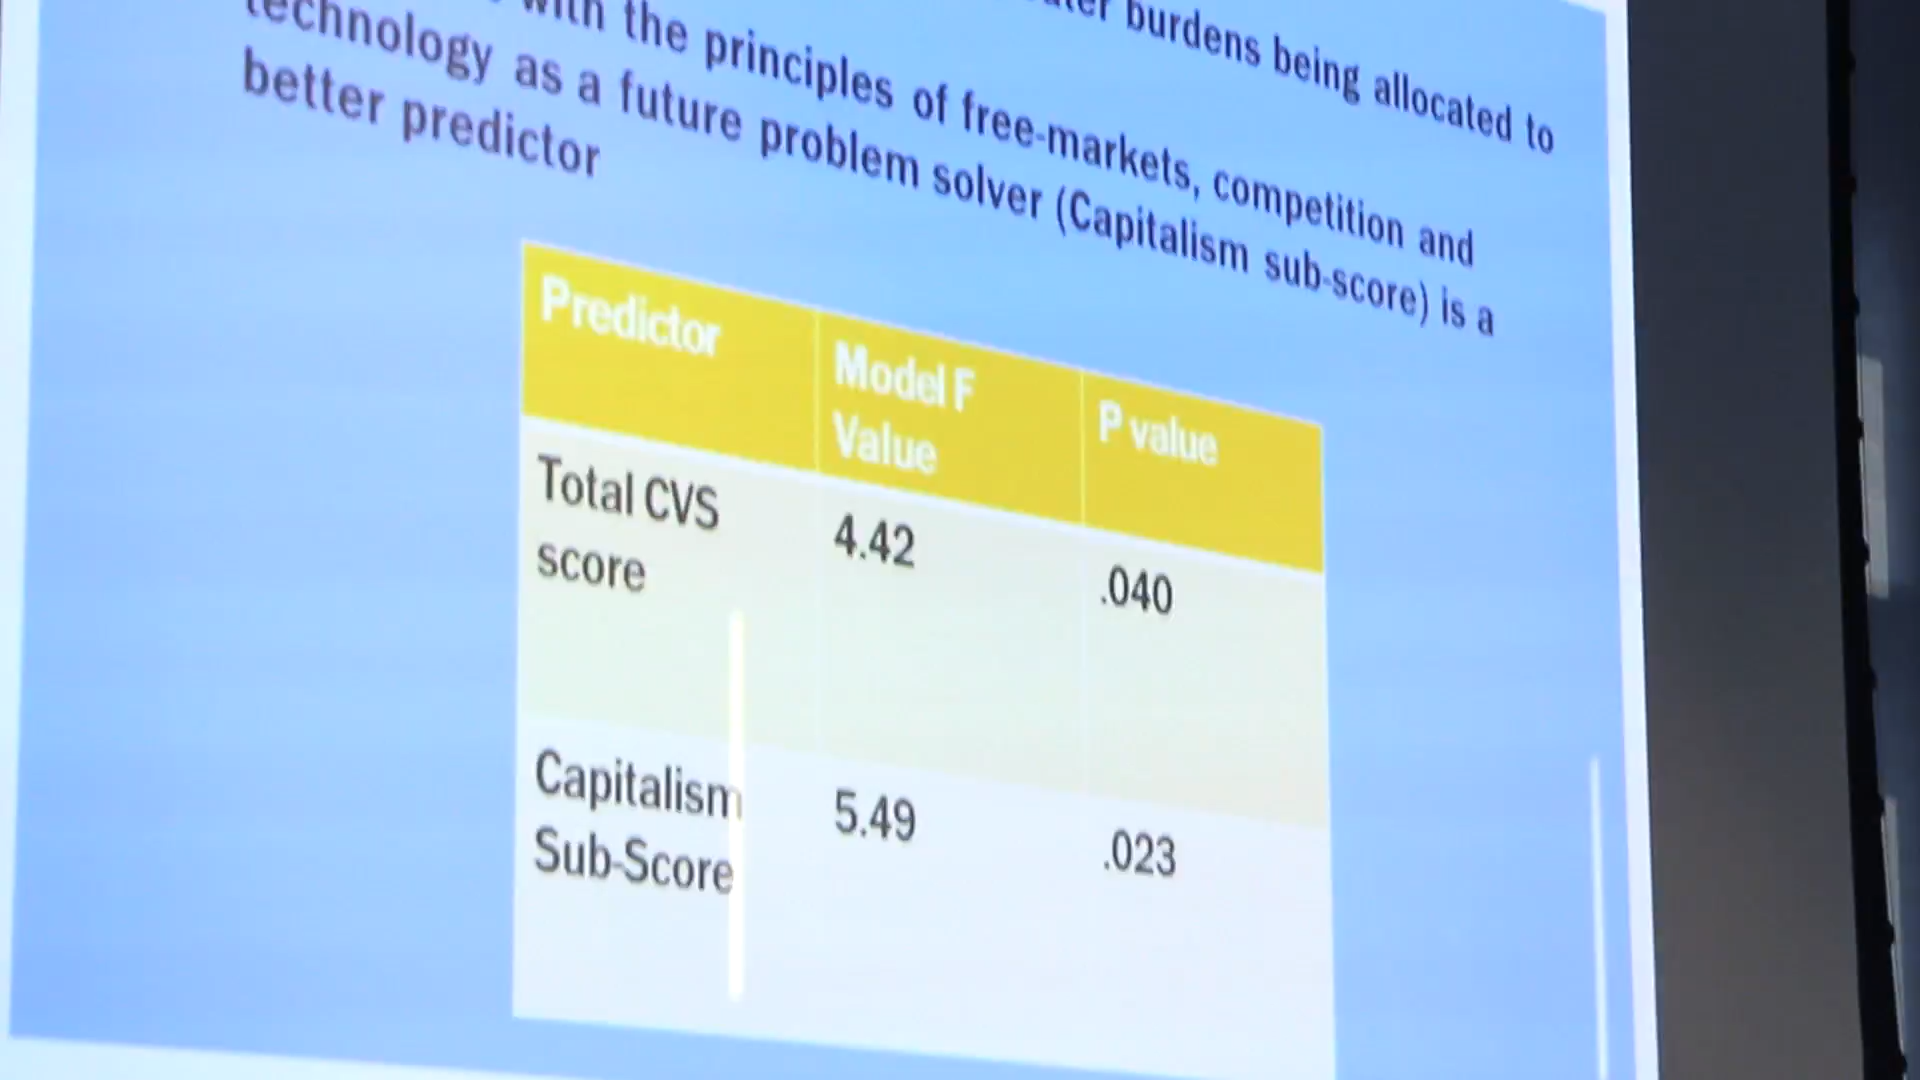 burdens being allocated to
with the principles of free-markets, competition and
technology as a future problem solver (Capitalism sub-score) is a
better predictor
Predictor
Model F
Value
P value
Total CVS
score
4.42
.040
Capitalism
Sub-Score
5.49
.023